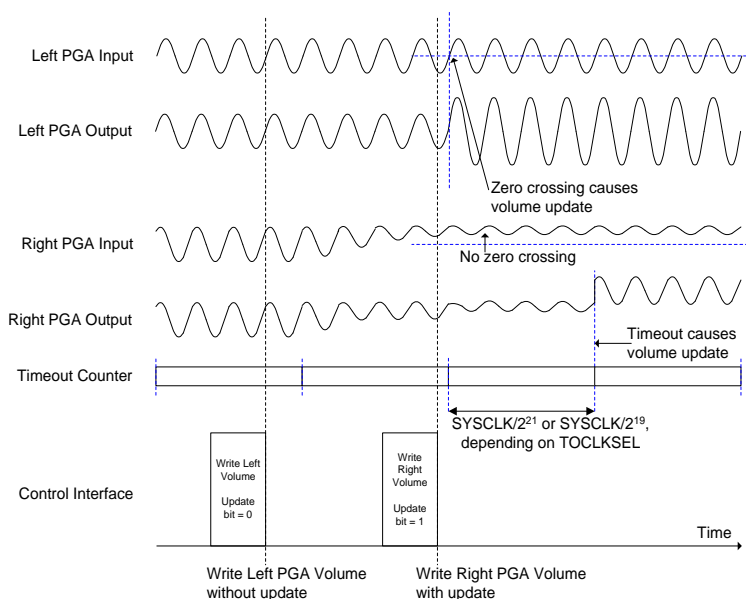 Left PGA Input
Left PGA Output
Zero crossing causes
volume update
Right PGA Input
No zero crossing
Right PGA Output
Timeout causes
volume update
Timeout Counter
SYSCLK/2²¹ or SYSCLK/2¹⁹,
depending on TOCLKSEL
Control Interface
Write Left
Volume
Update
bit = 0
Write
Right
Volume
Update
bit = 1
Time
Write Left PGA Volume
without update
Write Right PGA Volume
with update